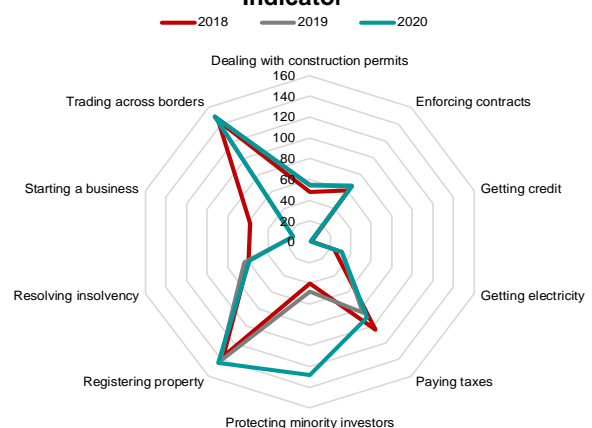 Indicator
2018 2019 2020
Dealing with construction permits
160
140
120
100
80
60
40
20
0
Trading across borders
Enforcing contracts
Starting a business
Getting credit
Resolving insolvency
Getting electricity
Registering property
Paying taxes
Protecting minority investors